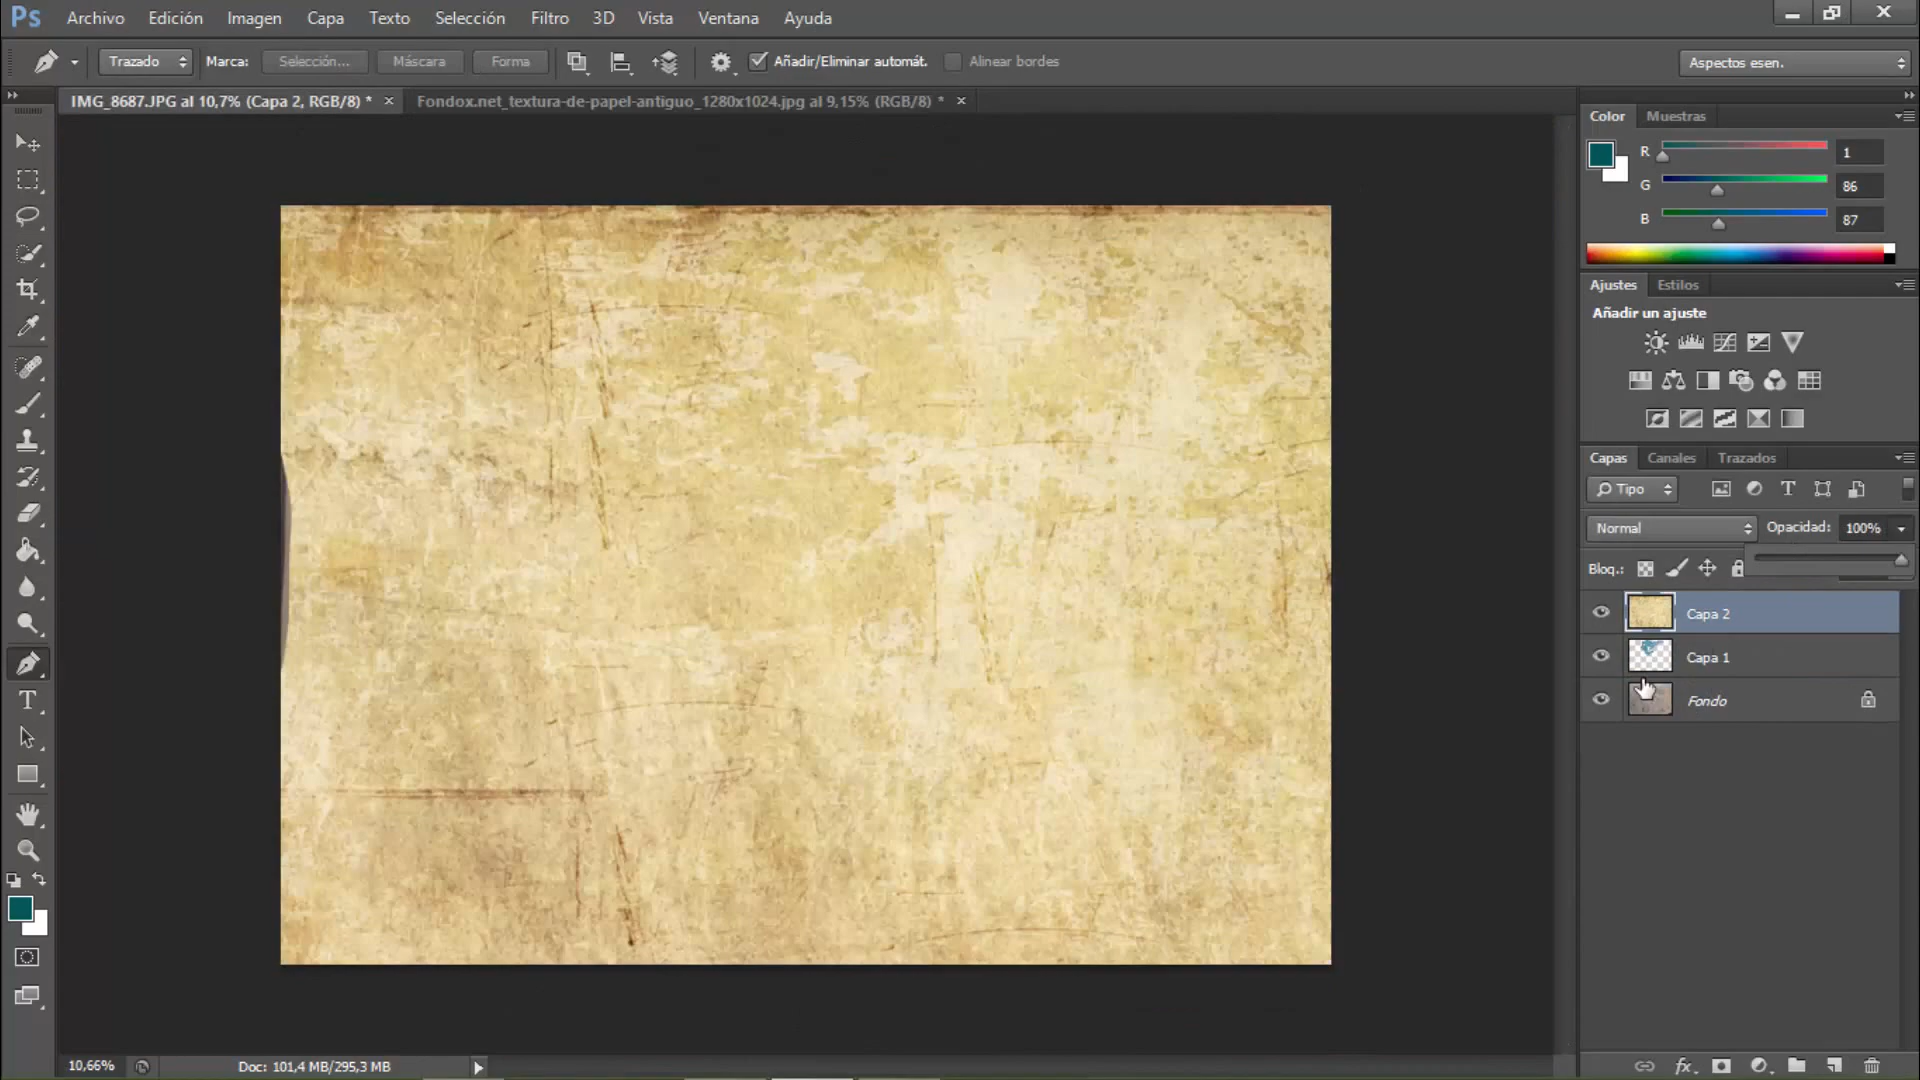 Ps Archivo Edición Imagen Capa Texto Selección Filtro 3D Vista Ventana Ayuda
Trazado Marca: Selección... Máscara Forma Añadir/Eliminar automát. Alinear bordes Aspectos esen.
IMG_8687.JPG al 10,7% (Capa 2, RGB/8) * Fondox.net_textura-de-papel-antiguo_1280x1024.jpg al 9,15% (RGB/8) *
Color Muestras
R 1
G 86
B 87
Ajustes Estilos
Añadir un ajuste
Capas Canales Trazados
Tipo
Normal Opacidad: 100%
Bloq.:
Capa 2
Capa 1
Fondo
10,66% Doc: 101,4 MB/295,3 MB